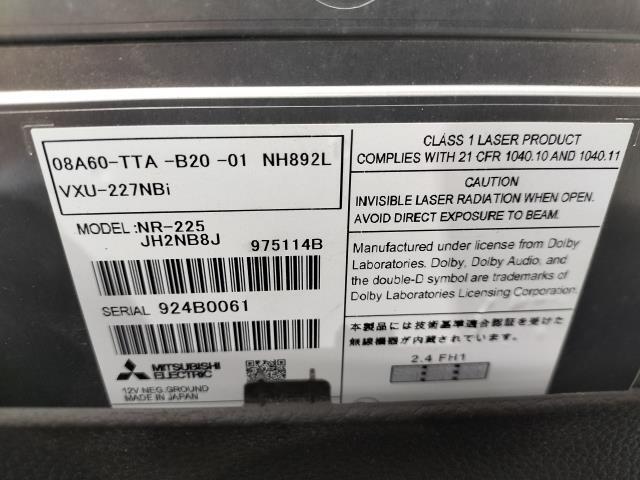 08A60-TTA -B20 -01 NH892L
VXU-227NBi
MODEL:NR-225
JH2NB8J 975114B
SERIAL 924B0061
MITSUBISHI
ELECTRIC
12V NEG.GROUND
MADE IN JAPAN
CLASS 1 LASER PRODUCT
COMPLIES WITH 21 CFR 1040.10 AND 1040.11
CAUTION
INVISIBLE LASER RADIATION WHEN OPEN.
AVOID DIRECT EXPOSURE TO BEAM.
Manufactured under license from Dolby
Laboratories. Dolby, Dolby Audio, and
the double-D symbol are trademarks of
Dolby Laboratories Licensing Corporation.
本製品には技術基準適合認証を受けた
無線機器が内蔵されています。
2.4 FH1